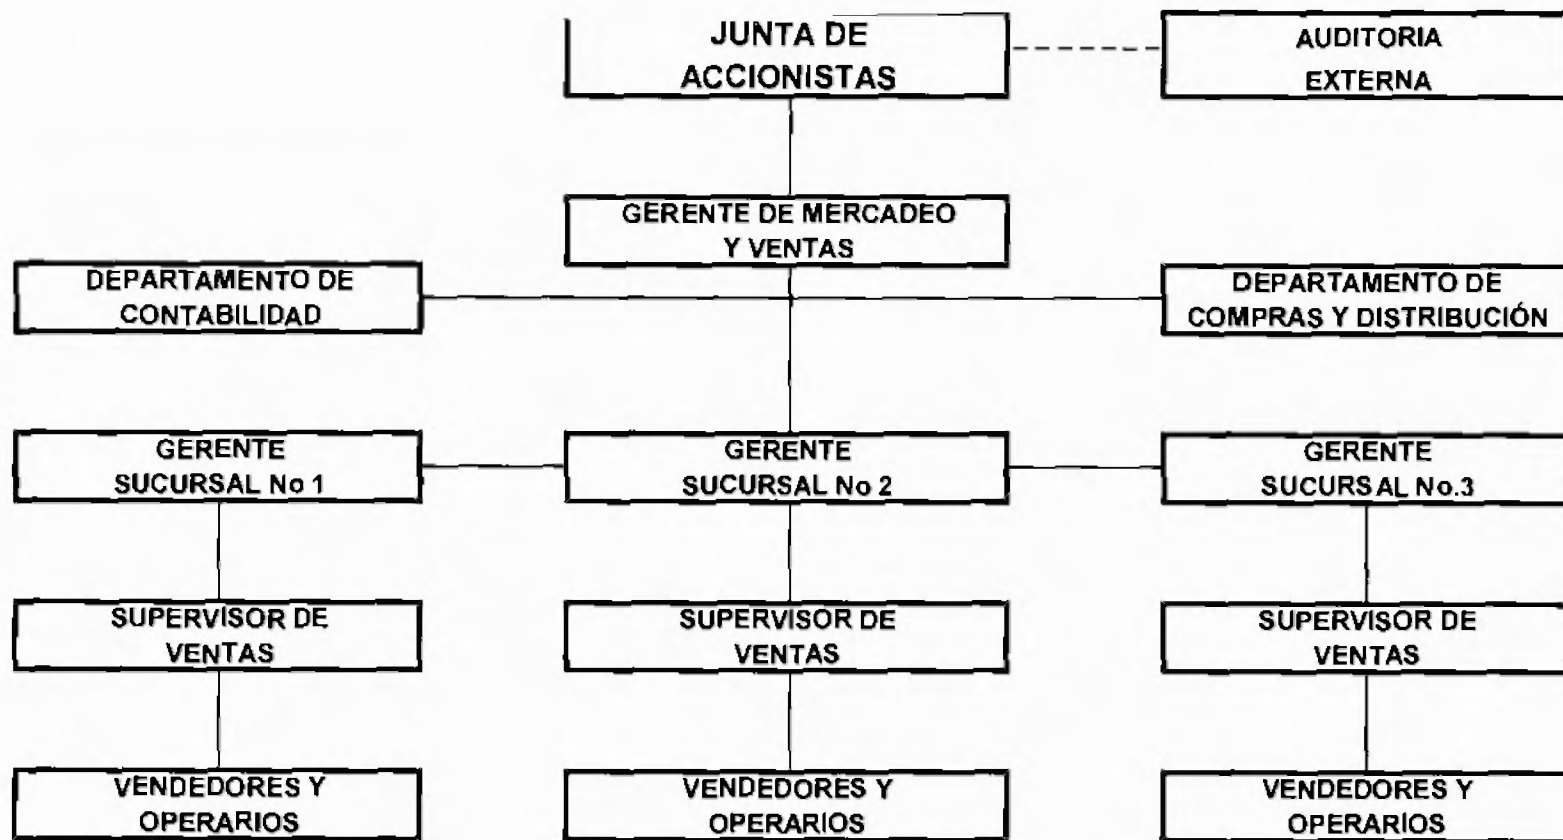 JUNTA DE
ACCIONISTAS
AUDITORIA
EXTERNA
GERENTE DE MERCADEO
Y VENTAS
DEPARTAMENTO DE
CONTABILIDAD
DEPARTAMENTO DE
COMPRAS Y DISTRIBUCIÓN
GERENTE
SUCURSAL No 1
GERENTE
SUCURSAL No 2
GERENTE
SUCURSAL No.3
SUPERVISOR DE
VENTAS
SUPERVISOR DE
VENTAS
SUPERVISOR DE
VENTAS
VENDEDORES Y
OPERARIOS
VENDEDORES Y
OPERARIOS
VENDEDORES Y
OPERARIOS